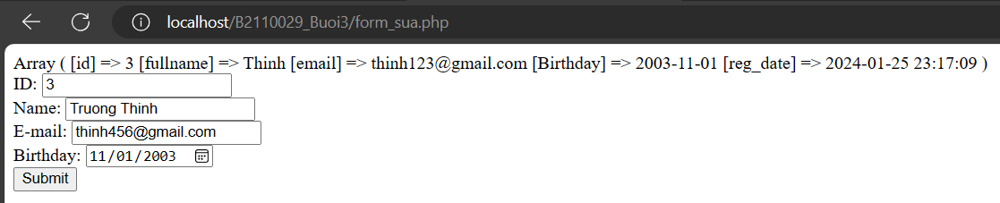 localhost/B2110029_Buoi3/form_sua.php
Array ( [id] => 3 [fullname] => Thinh [email] => thinh123@gmail.com [Birthday] => 2003-11-01 [reg_date] => 2024-01-25 23:17:09 )
ID: 3
Name: Truong Thinh
E-mail: thinh456@gmail.com
Birthday: 11/01/2003
Submit